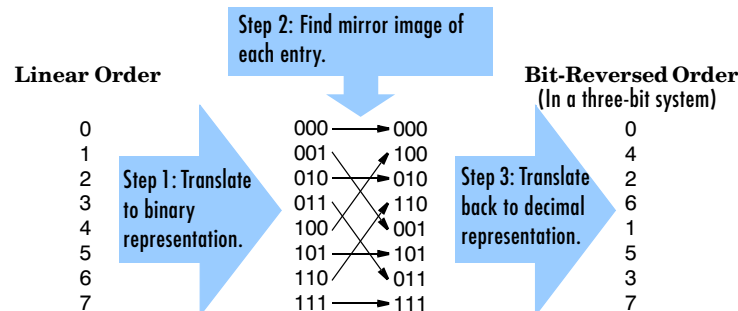 Step 2: Find mirror image of
each entry.
Linear Order
Bit-Reversed Order
(In a three-bit system)
0 000 000 0
1 001 100 4
2 010 010 2
3 011 110 6
4 100 001 1
5 101 101 5
6 110 011 3
7 111 111 7
Step 1: Translate
to binary
representation.
Step 3: Translate
back to decimal
representation.